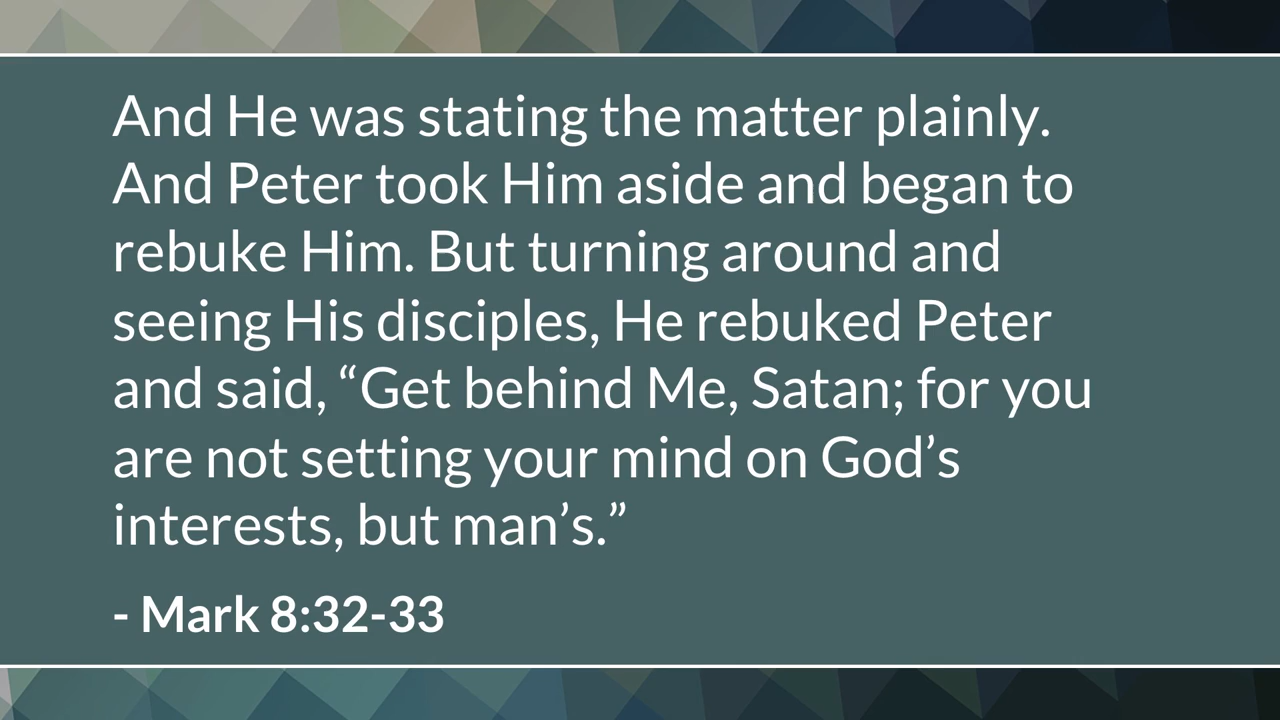 And He was stating the matter plainly.
And Peter took Him aside and began to
rebuke Him. But turning around and
seeing His disciples, He rebuked Peter
and said, “Get behind Me, Satan; for you
are not setting your mind on God’s
interests, but man’s.”
- Mark 8:32-33